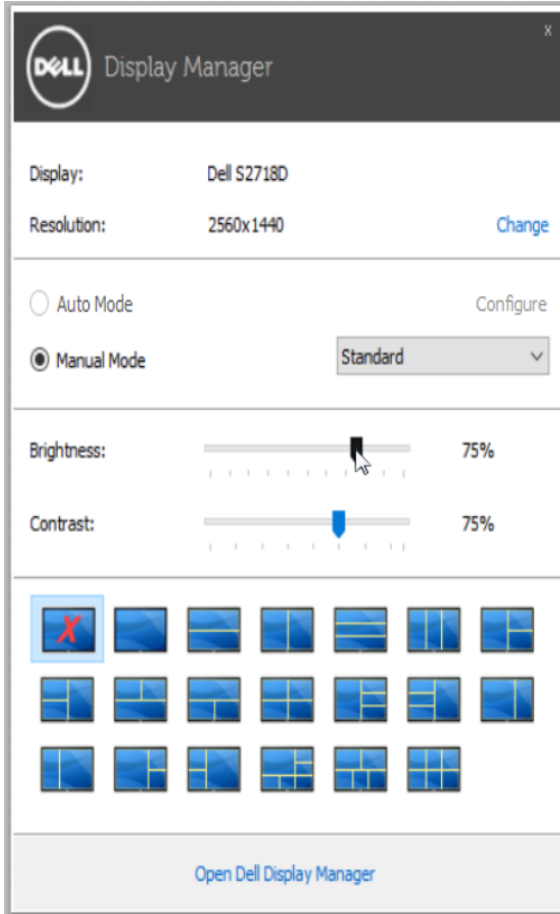 DELL Display Manager x
Display: Dell S2718D
Resolution: 2560x1440 Change
Auto Mode Configure
Manual Mode Standard
Brightness: 75%
Contrast: 75%
Open Dell Display Manager